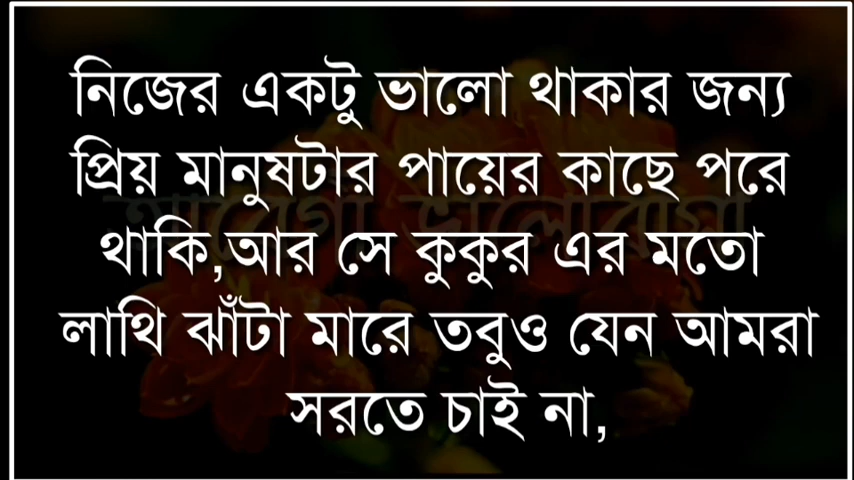 নিজের একটু ভালো থাকার জন্য
প্রিয় মানুষটার পায়ের কাছে পরে
থাকি,আর সে কুকুর এর মতো
লাথি ঝাঁটা মারে তবুও যেন আমরা
সরতে চাই না,